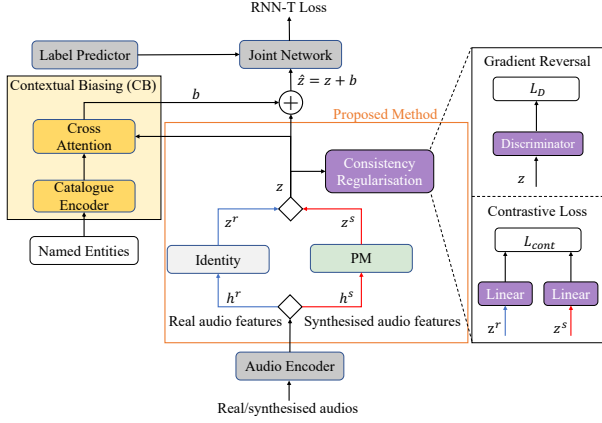 RNN-T Loss
Label Predictor
Joint Network
Gradient Reversal
Contextual Biasing (CB)
b
ẑ = z + b
L_D
Proposed Method
Cross
Attention
Discriminator
Consistency
Regularisation
z
z
Catalogue
Encoder
z^r
z^s
Contrastive Loss
Named Entities
Identity
PM
L_cont
Linear
Linear
h^r
h^s
Real audio features
Synthesised audio features
z^r
z^s
Audio Encoder
Real/synthesised audios